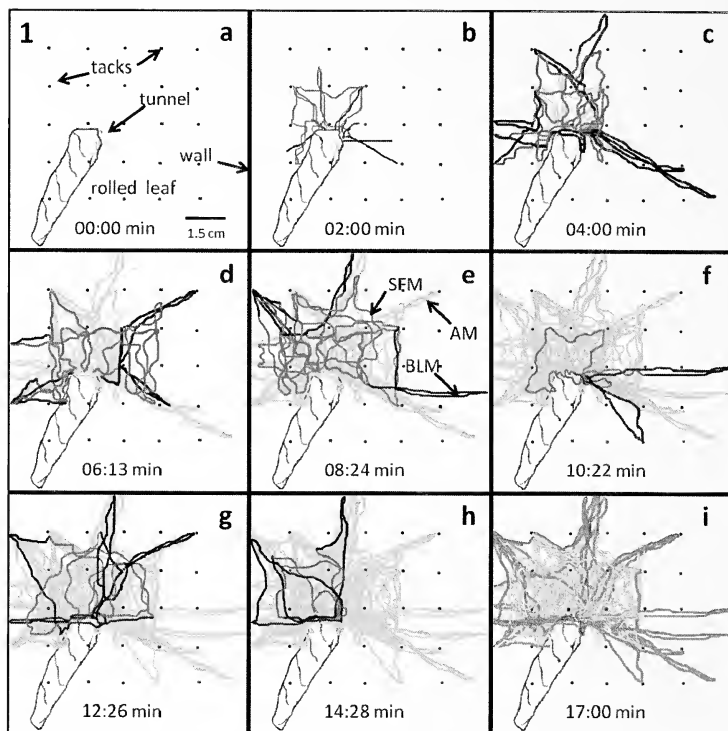 1
a
tacks
tunnel
wall
rolled leaf
00:00 min
1.5 cm
b
02:00 min
c
04:00 min
d
06:13 min
e
SEM
AM
BLM
08:24 min
f
10:22 min
g
12:26 min
h
14:28 min
i
17:00 min